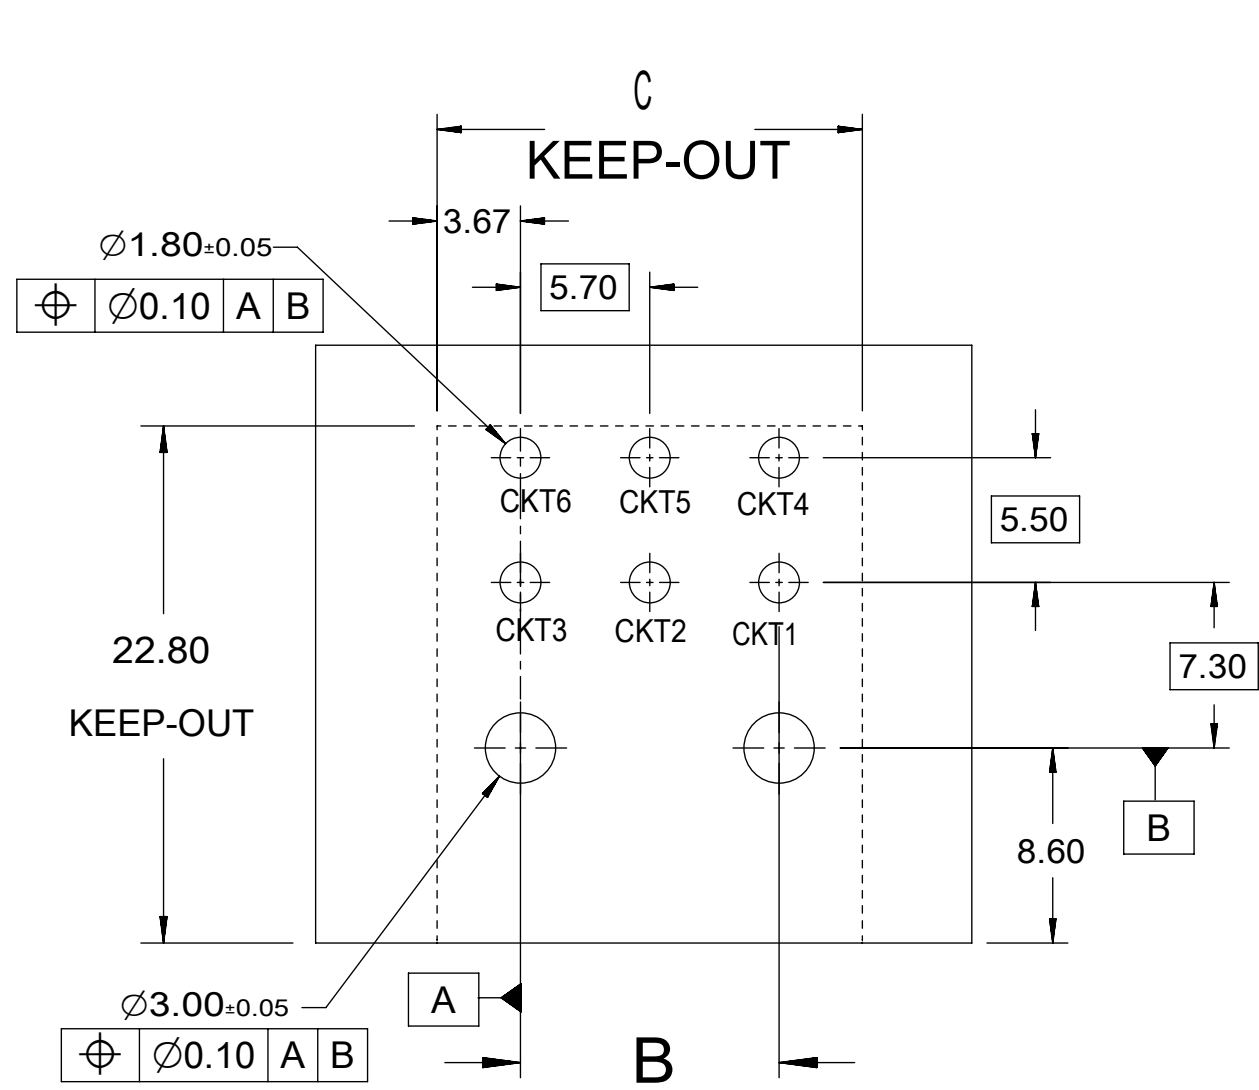 C
KEEP-OUT
3.67
∅1.80±0.05
5.70
⌖ ∅0.10 A B
CKT6 CKT5 CKT4
5.50
CKT3 CKT2 CKT1
22.80
7.30
KEEP-OUT
B
8.60
A
∅3.00±0.05
⌖ ∅0.10 A B
B